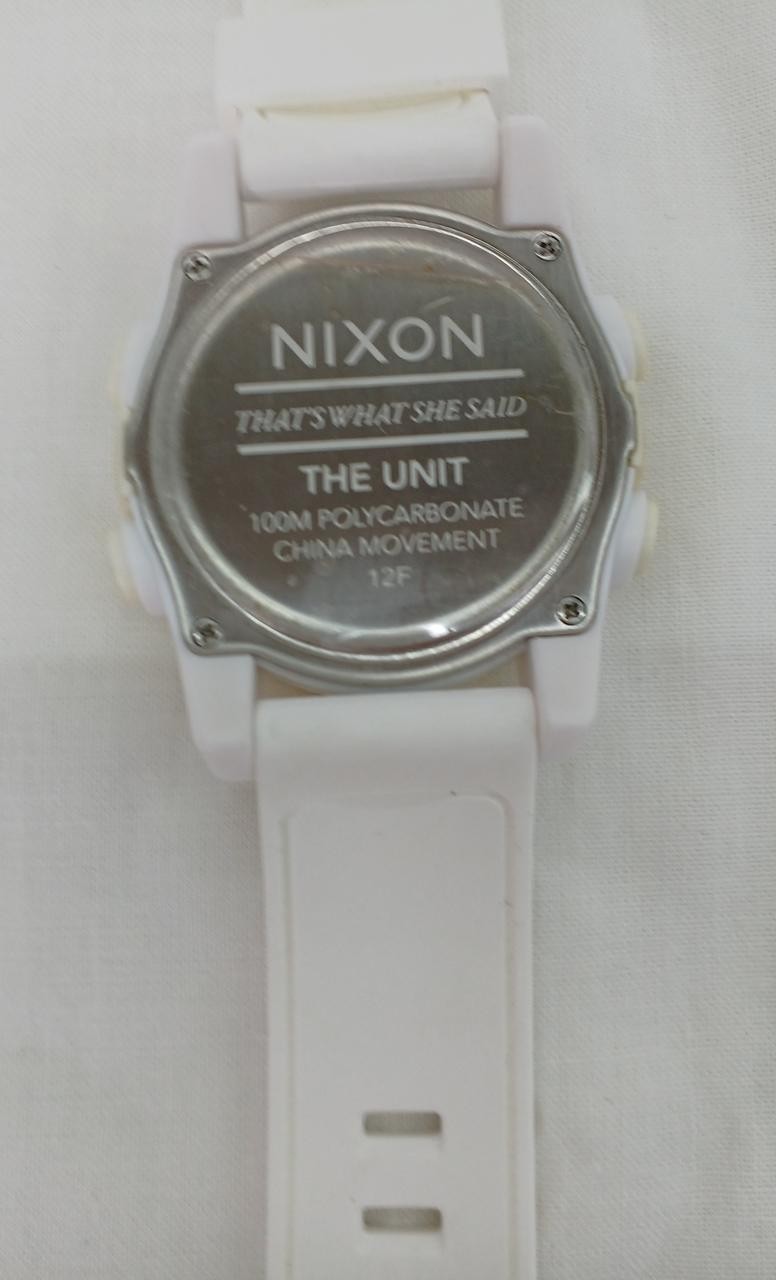 NIXON
THAT'S WHAT SHE SAID
THE UNIT
100M POLYCARBONATE
CHINA MOVEMENT
12F